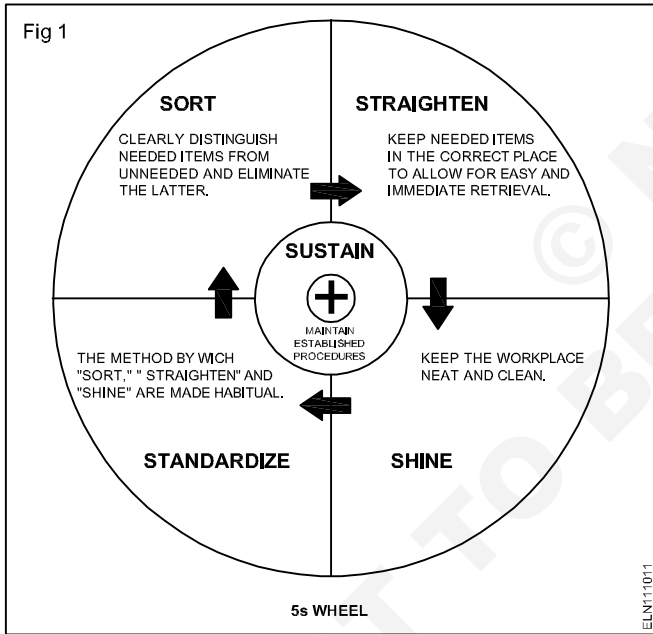 Fig 1
SORT
CLEARLY DISTINGUISH
NEEDED ITEMS FROM
UNNEEDED AND ELIMINATE
THE LATTER.
STRAIGHTEN
KEEP NEEDED ITEMS
IN THE CORRECT PLACE
TO ALLOW FOR EASY AND
IMMEDIATE RETRIEVAL.
SUSTAIN
MAINTAIN
ESTABLISHED
PROCEDURES
THE METHOD BY WICH
"SORT," " STRAIGHTEN" AND
"SHINE" ARE MADE HABITUAL.
STANDARDIZE
KEEP THE WORKPLACE
NEAT AND CLEAN.
SHINE
5s WHEEL
ELN111011
© N
T TO BE